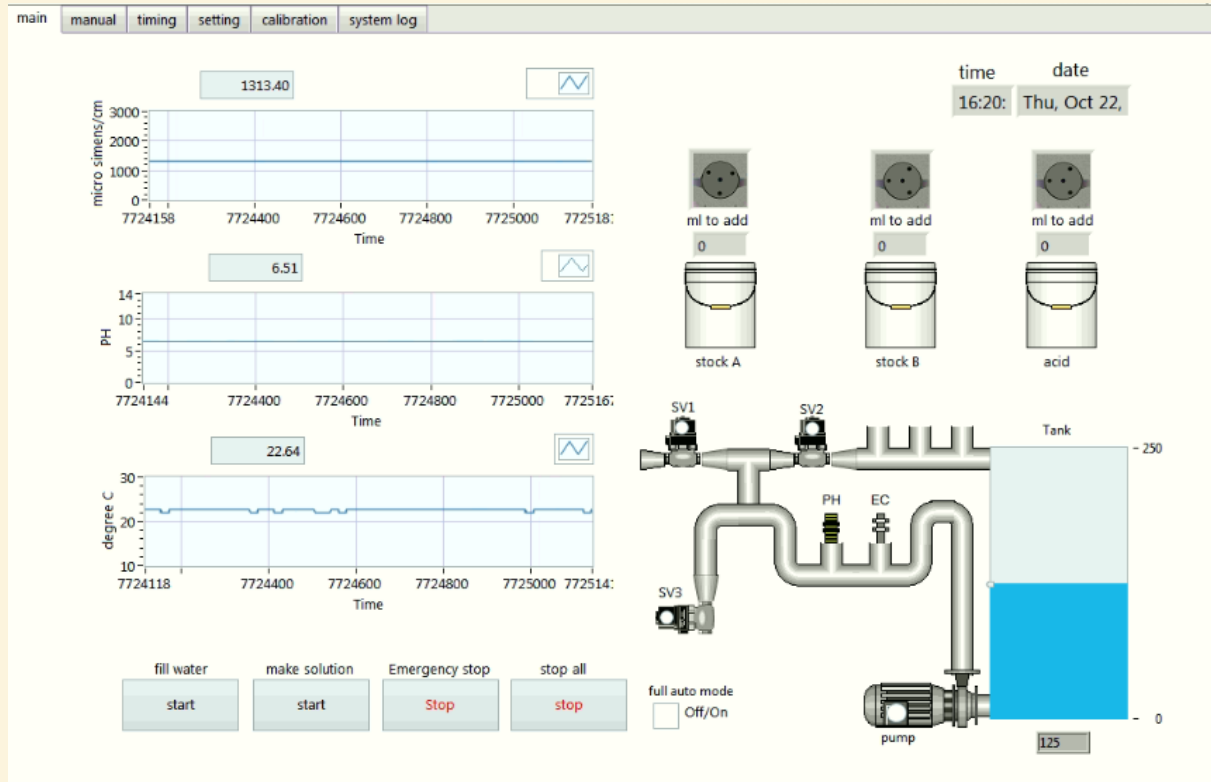 main manual timing setting calibration system log
time date
16:20: Thu, Oct 22,
1313.40
micro simens/cm
3000
2000
1000
0
7724158 7724400 7724600 7724800 7725000 772518
Time
6.51
PH
14
10
5
0
7724144 7724400 7724600 7724800 7725000 772516
Time
22.64
degree C
30
20
10
7724118 7724400 7724600 7724800 7725000 772514
Time
ml to add ml to add ml to add
0 0 0
stock A stock B acid
SV1 SV2
Tank
250
PH EC
SV3
0
pump
125
fill water make solution Emergency stop stop all
start start Stop stop
full auto mode
Off/On